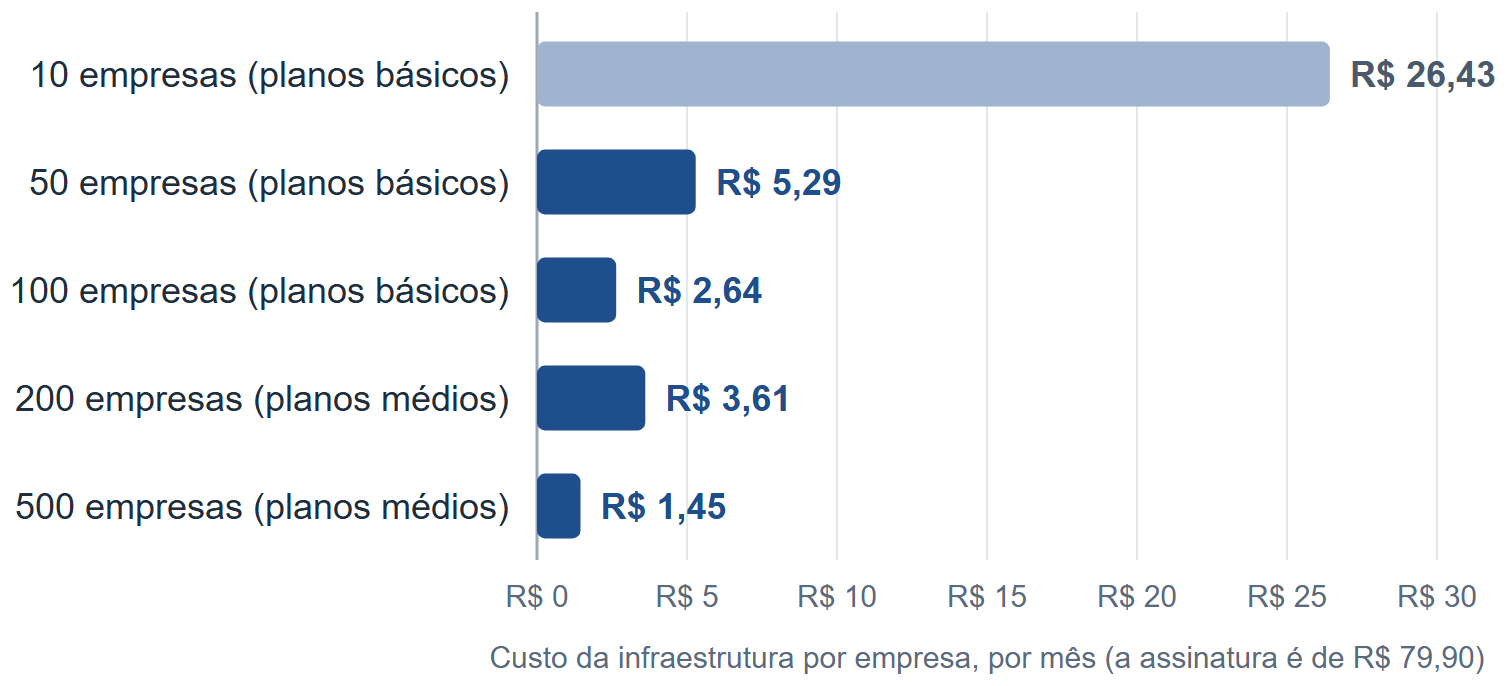 10 empresas (planos básicos) R$ 26,43
50 empresas (planos básicos) R$ 5,29
100 empresas (planos básicos) R$ 2,64
200 empresas (planos médios) R$ 3,61
500 empresas (planos médios) R$ 1,45
R$ 0 R$ 5 R$ 10 R$ 15 R$ 20 R$ 25 R$ 30
Custo da infraestrutura por empresa, por mês (a assinatura é de R$ 79,90)